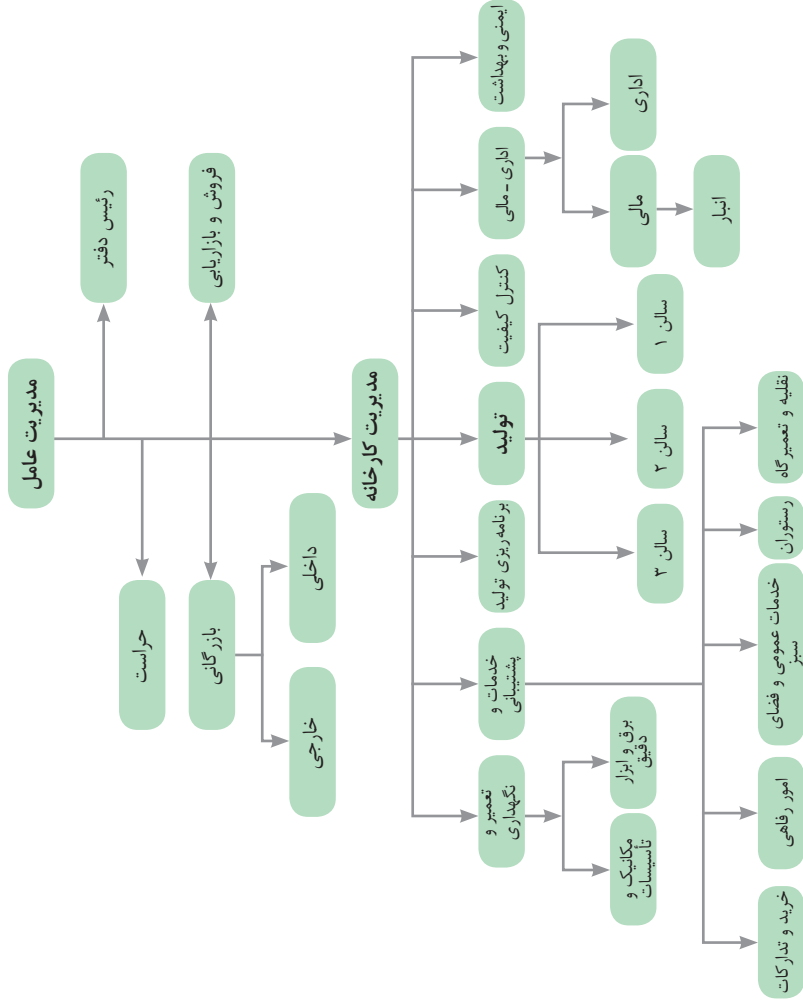 مدیریت عامل
رئیس دفتر
حراست
فروش و بازاریابی
بازرگانی
داخلی
خارجی
مدیریت کارخانه
ایمنی و بهداشت
اداری - مالی
کنترل کیفیت
تولید
برنامه ریزی تولید
خدمات و
پشتیبانی
تعمیر و
نگهداری
اداری
مالی
انبار
سالن ۱
سالن ۲
سالن ۳
برق و ابزار
دقیق
مکانیک و
تأسیسات
نقلیه و تعمیرگاه
رستوران
خدمات عمومی و فضای
سبز
امور رفاهی
خرید و تدارکات